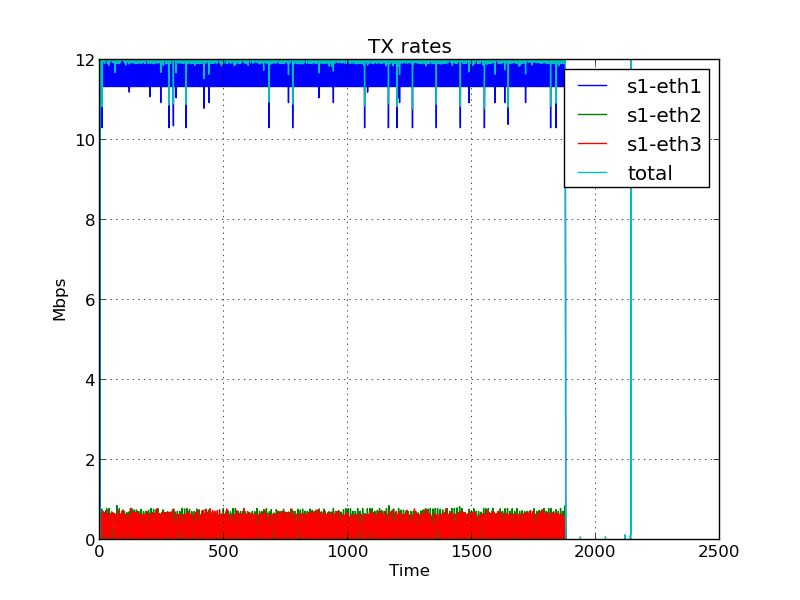 TX rates
12
10
8
6
4
2
0
Mbps
s1-eth1
s1-eth2
s1-eth3
total
0 500 1000 1500 2000 2500
Time